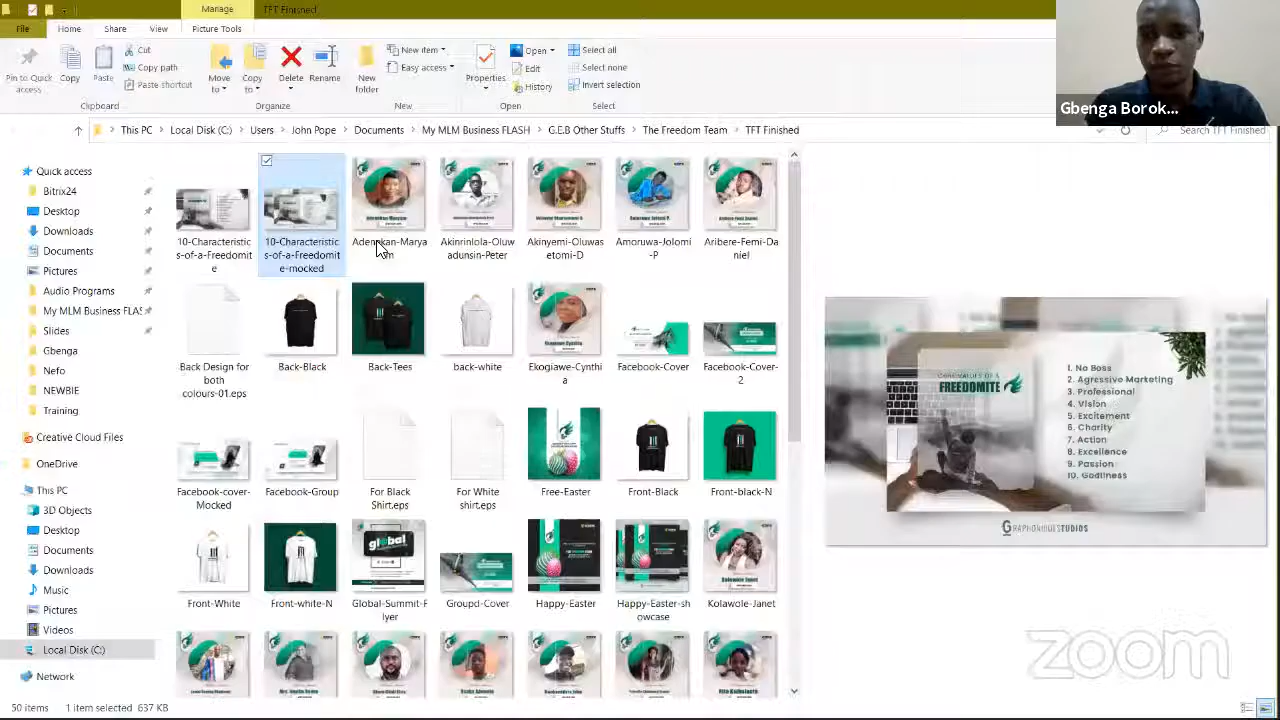 Manage
TFT Finished
File
Home
Share
View
Picture Tools
Pin to Quick access
Copy
Paste
Cut
Copy path
Paste shortcut
Clipboard
Move to
Copy to
Delete
Rename
Organize
New folder
New item
Easy access
New
Properties
Open
Edit
History
Open
Select all
Select none
Invert selection
Select
Gbenga Borok...
This PC > Local Disk (C:) > Users > John Pope > Documents > My MLM Business FLASH > G.E.B Other Stuffs > The Freedom Team > TFT Finished
Search TFT Finished
Quick access
Bitrix24
Desktop
Downloads
Documents
Pictures
Audio Programs
My MLM Business FLAS
Slides
Gbenga
Info
NEWBIE
Training
Creative Cloud Files
OneDrive
This PC
3D Objects
Desktop
Documents
Downloads
Music
Pictures
Videos
Local Disk (C:)
Network
10-Characteristics-of-a-Freedomite
10-Characteristics-of-a-Freedomite-mocked
Akinrinlola-Oluwadunsin-Peter
Akinyemi-Oluwasetomi-D
Amoruwa-Jolomi-P
Aribere-Femi-Daniel
Back Design for both colours-01.eps
Back-Black
Back-Tees
back-white
Ekogiawe-Cynthia
Facebook-Cover
Facebook-Cover-2
Facebook-cover-Mocked
Facebook-Group
For Black Shirt.eps
For White shirt.eps
Free-Easter
Front-Black
Front-black-N
Front-White
Front-white-N
Global-Summit-Flyer
Groupd-Cover
Happy-Easter
Happy-Easter-showcase
Kolawole-Janet
FREEDOMITE
1. No Boss
2. Agressive Marketing
3. Professional
4. Vision
5. Excitement
6. Charity
7. Action
8. Excellence
9. Passion
10. Godliness
zoom
1 item selected 637 KB